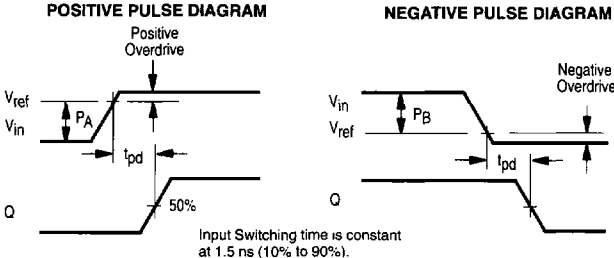 POSITIVE PULSE DIAGRAM
Positive
Overdrive
Vref
PA
Vin
tpd
Q
50%
NEGATIVE PULSE DIAGRAM
Negative
Overdrive
Vin
PB
Vref
tpd
Q
Input Switching time is constant
at 1.5 ns (10% to 90%).